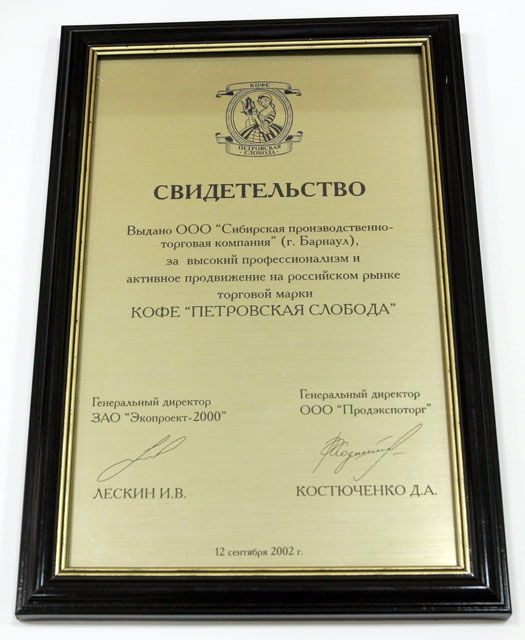 КОФЕ
ПЕТРОВСКАЯ
СЛОБОДА
СВИДЕТЕЛЬСТВО
Выдано ООО "Сибирская производственно-
торговая компания" (г. Барнаул),
за высокий профессионализм и
активное продвижение на российском рынке
торговой марки
КОФЕ "ПЕТРОВСКАЯ СЛОБОДА"
Генеральный директор
ЗАО "Экопроект-2000"
ЛЕСКИН И.В.
Генеральный директор
ООО "Продэкспоторг"
КОСТЮЧЕНКО Д.А.
12 сентября 2002 г.